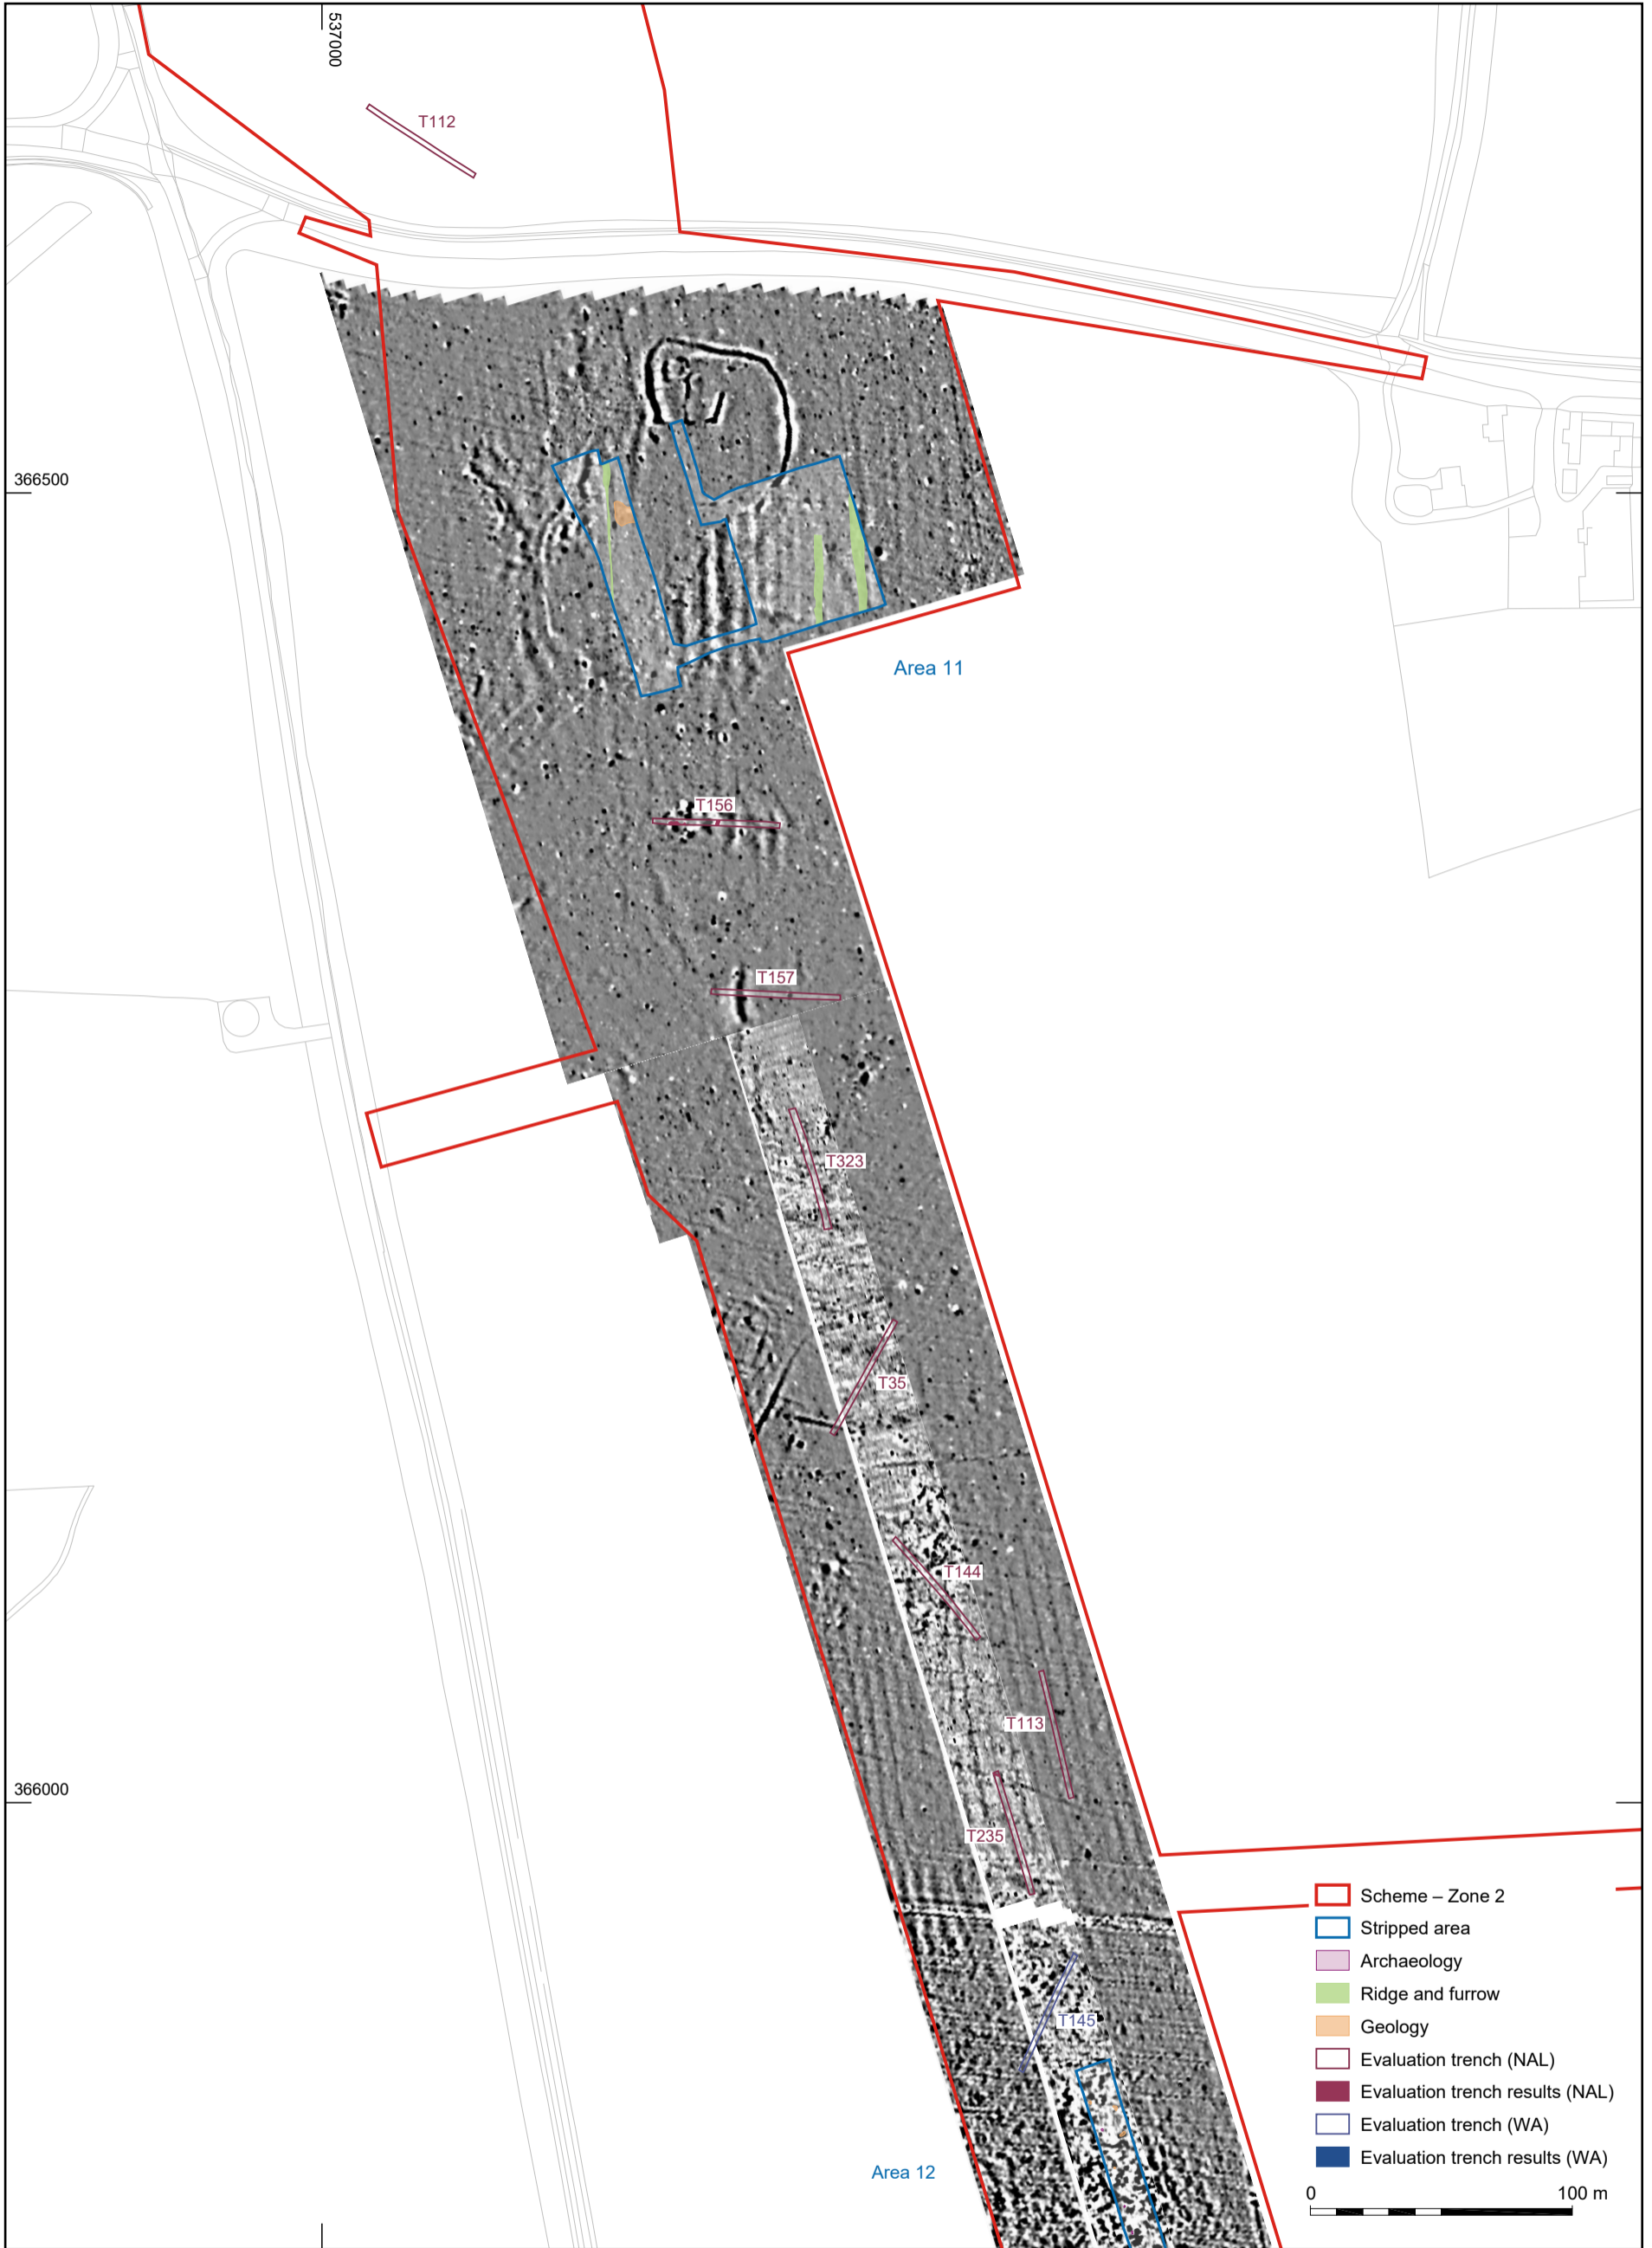 537000
T112
366500
Area 11
T156
T157
T323
T35
T144
T113
366000
T235
Scheme – Zone 2
Stripped area
Archaeology
Ridge and furrow
Geology
T145
Evaluation trench (NAL)
Evaluation trench results (NAL)
Evaluation trench (WA)
Evaluation trench results (WA)
Area 12
0 100 m